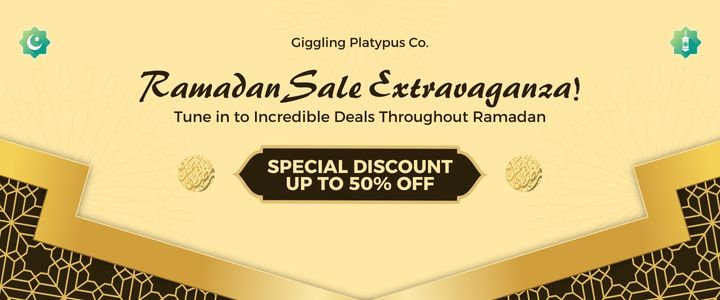 Giggling Platypus Co.
Ramadan Sale Extravaganza!
Tune in to Incredible Deals Throughout Ramadan
SPECIAL DISCOUNT
UP TO 50% OFF